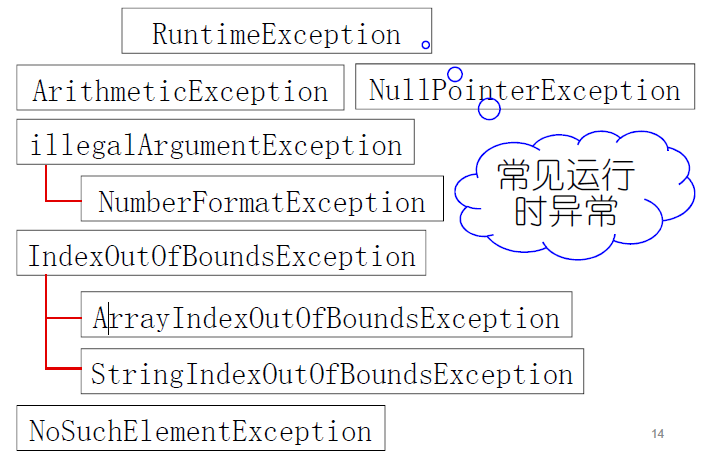 RuntimeException
ArithmeticException
NullPointerException
illegalArgumentException
NumberFormatException
常见运行
时异常
IndexOutOfBoundsException
ArrayIndexOutOfBoundsException
StringIndexOutOfBoundsException
NoSuchElementException
14